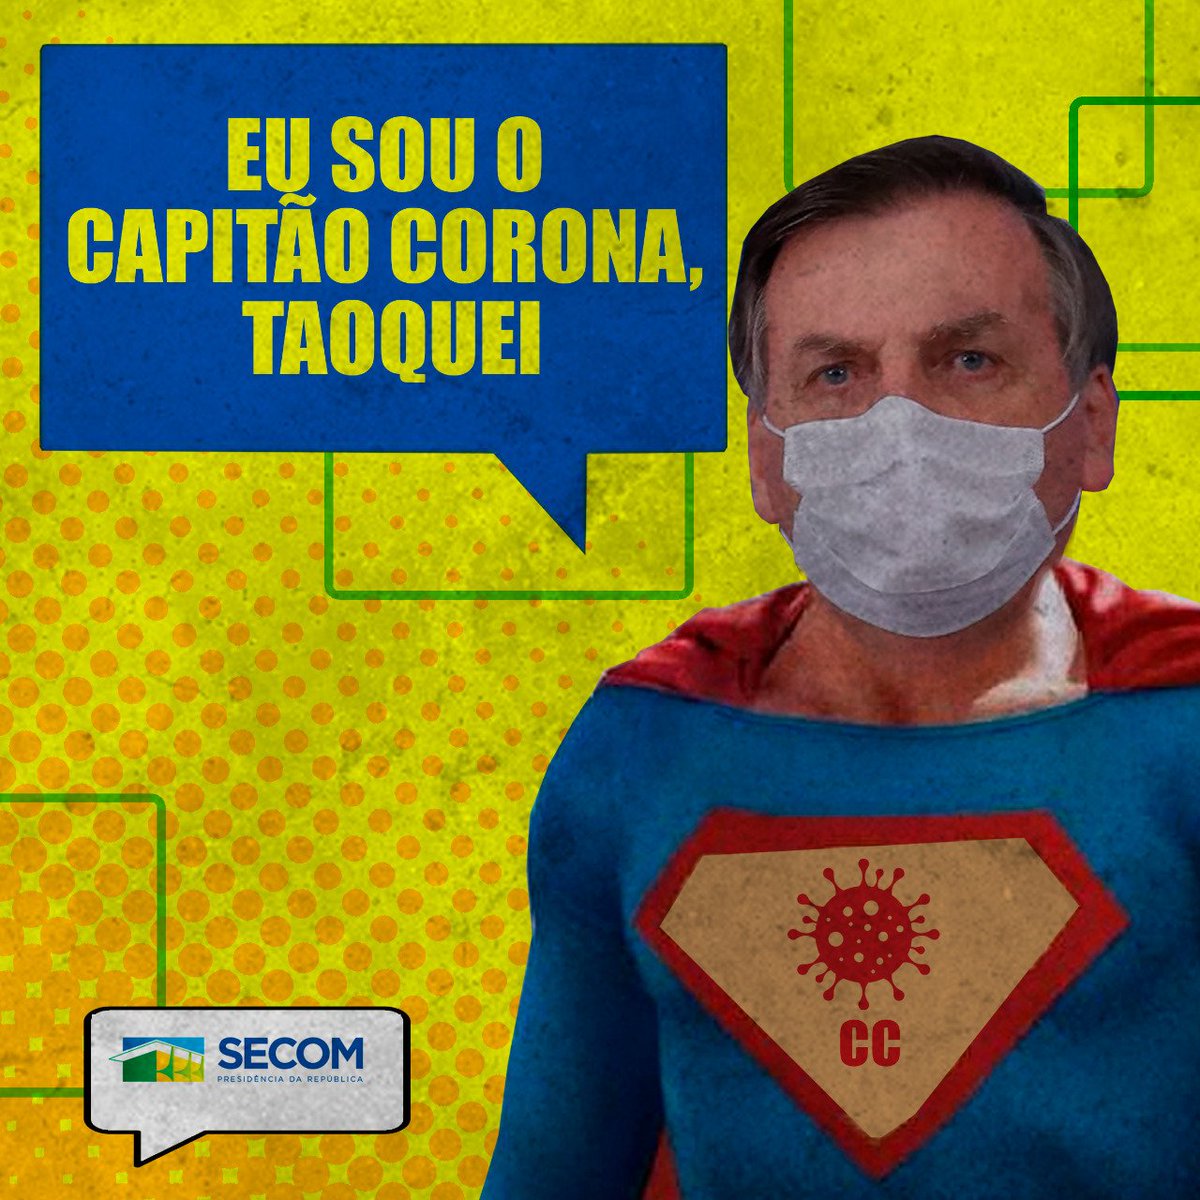 EU SOU O
CAPITÃO CORONA,
TAOQUEI
CC
SECOM
PRESIDÊNCIA DA REPÚBLICA